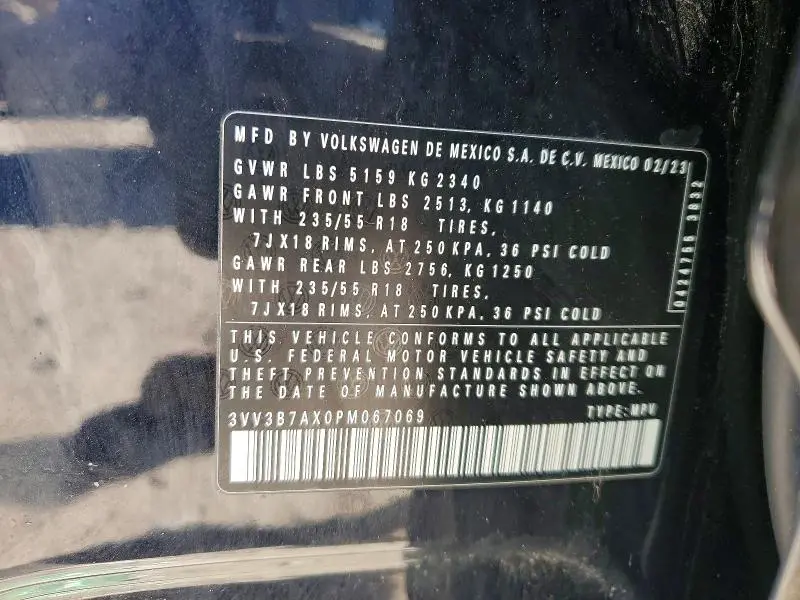 MFD BY VOLKSWAGEN DE MEXICO S.A. DE C.V. MEXICO 02/23
GVWR LBS 5159 KG 2340
GAWR FRONT LBS 2513, KG 1140
WITH 235/55 R18 TIRES,
7J X 18 RIMS, AT 250 KPA, 36 PSI COLD
GAWR REAR LBS 2756, KG 1250
WITH 235/55 R18 TIRES,
7J X 18 RIMS, AT 250 KPA, 36 PSI COLD
THIS VEHICLE CONFORMS TO ALL APPLICABLE
U.S. FEDERAL MOTOR VEHICLE SAFETY AND
THEFT PREVENTION STANDARDS IN EFFECT ON
THE DATE OF MANUFACTURE SHOWN ABOVE.
3VV3B7AX0PM067069 TYPE:MPV